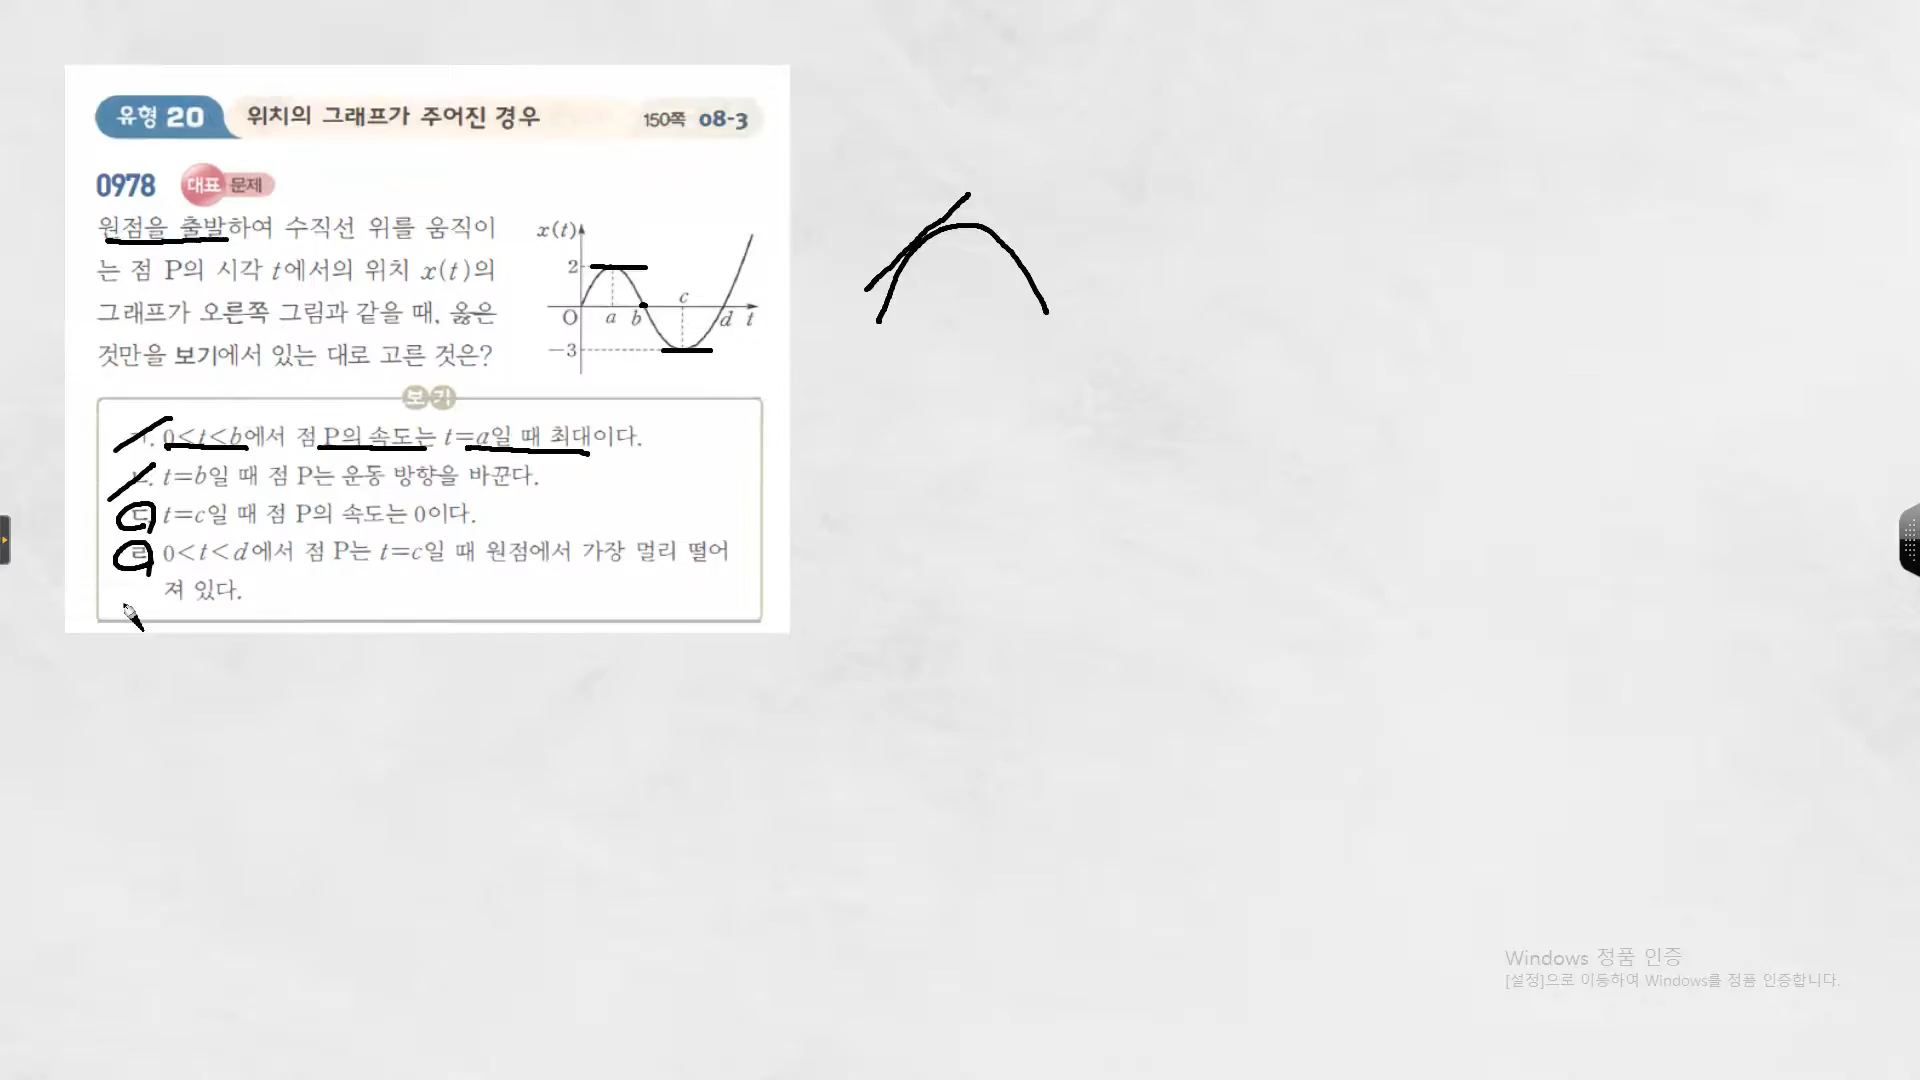 유형 20 위치의 그래프가 주어진 경우 150쪽 08-3
0978 대표 문제
원점을 출발하여 수직선 위를 움직이
는 점 P의 시각 t에서의 위치 x(t)의
그래프가 오른쪽 그림과 같을 때, 옳은
것만을 보기에서 있는 대로 고른 것은?
x(t)
2
c
O a b d t
-3
보기
ㄱ. 0<t<b에서 점 P의 속도는 t=a일 때 최대이다.
ㄴ. t=b일 때 점 P는 운동 방향을 바꾼다.
ㄷ. t=c일 때 점 P의 속도는 0이다.
ㄹ. 0<t<d에서 점 P는 t=c일 때 원점에서 가장 멀리 떨어
져 있다.
Windows 정품 인증
[설정]으로 이동하여 Windows를 정품 인증합니다.